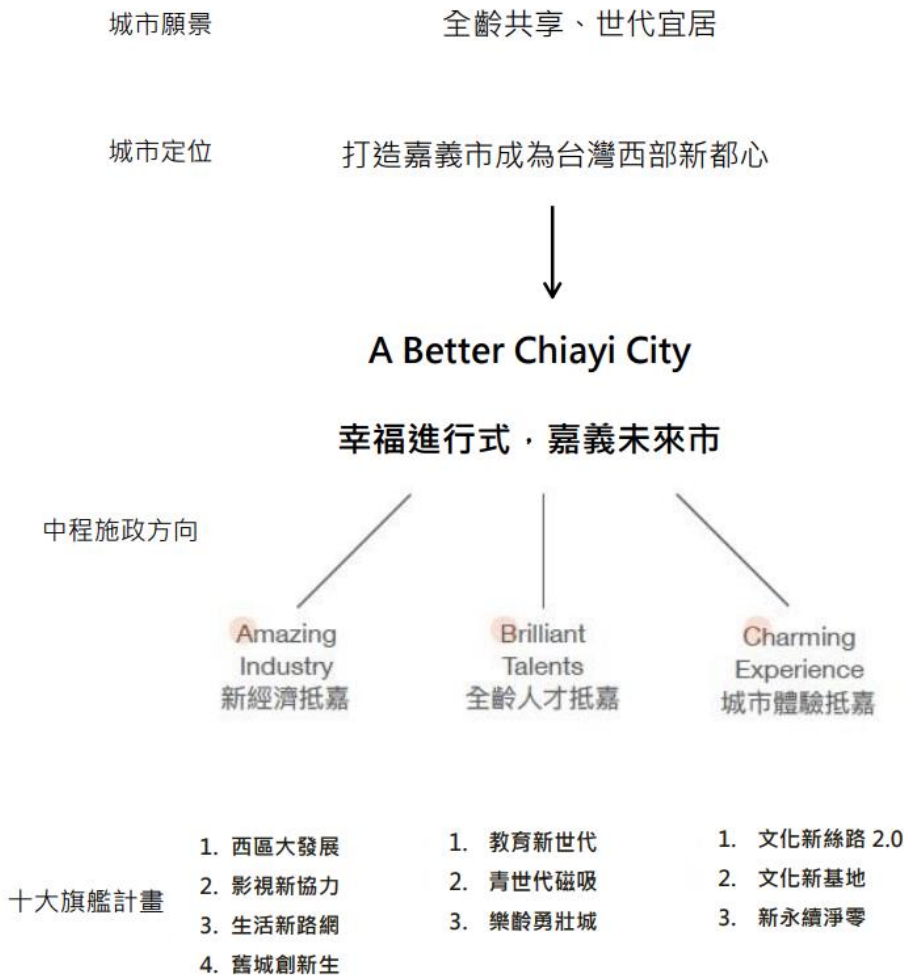 城市願景
全齡共享、世代宜居
城市定位
打造嘉義市成為台灣西部新都心
A Better Chiayi City
幸福進行式，嘉義未來市
中程施政方向
Amazing
Industry
新經濟抵嘉
Brilliant
Talents
全齡人才抵嘉
Charming
Experience
城市體驗抵嘉
十大旗艦計畫
1. 西區大發展
2. 影視新協力
3. 生活新路網
4. 舊城創新生
1. 教育新世代
2. 青世代磁吸
3. 樂齡勇壯城
1. 文化新絲路 2.0
2. 文化新基地
3. 新永續淨零